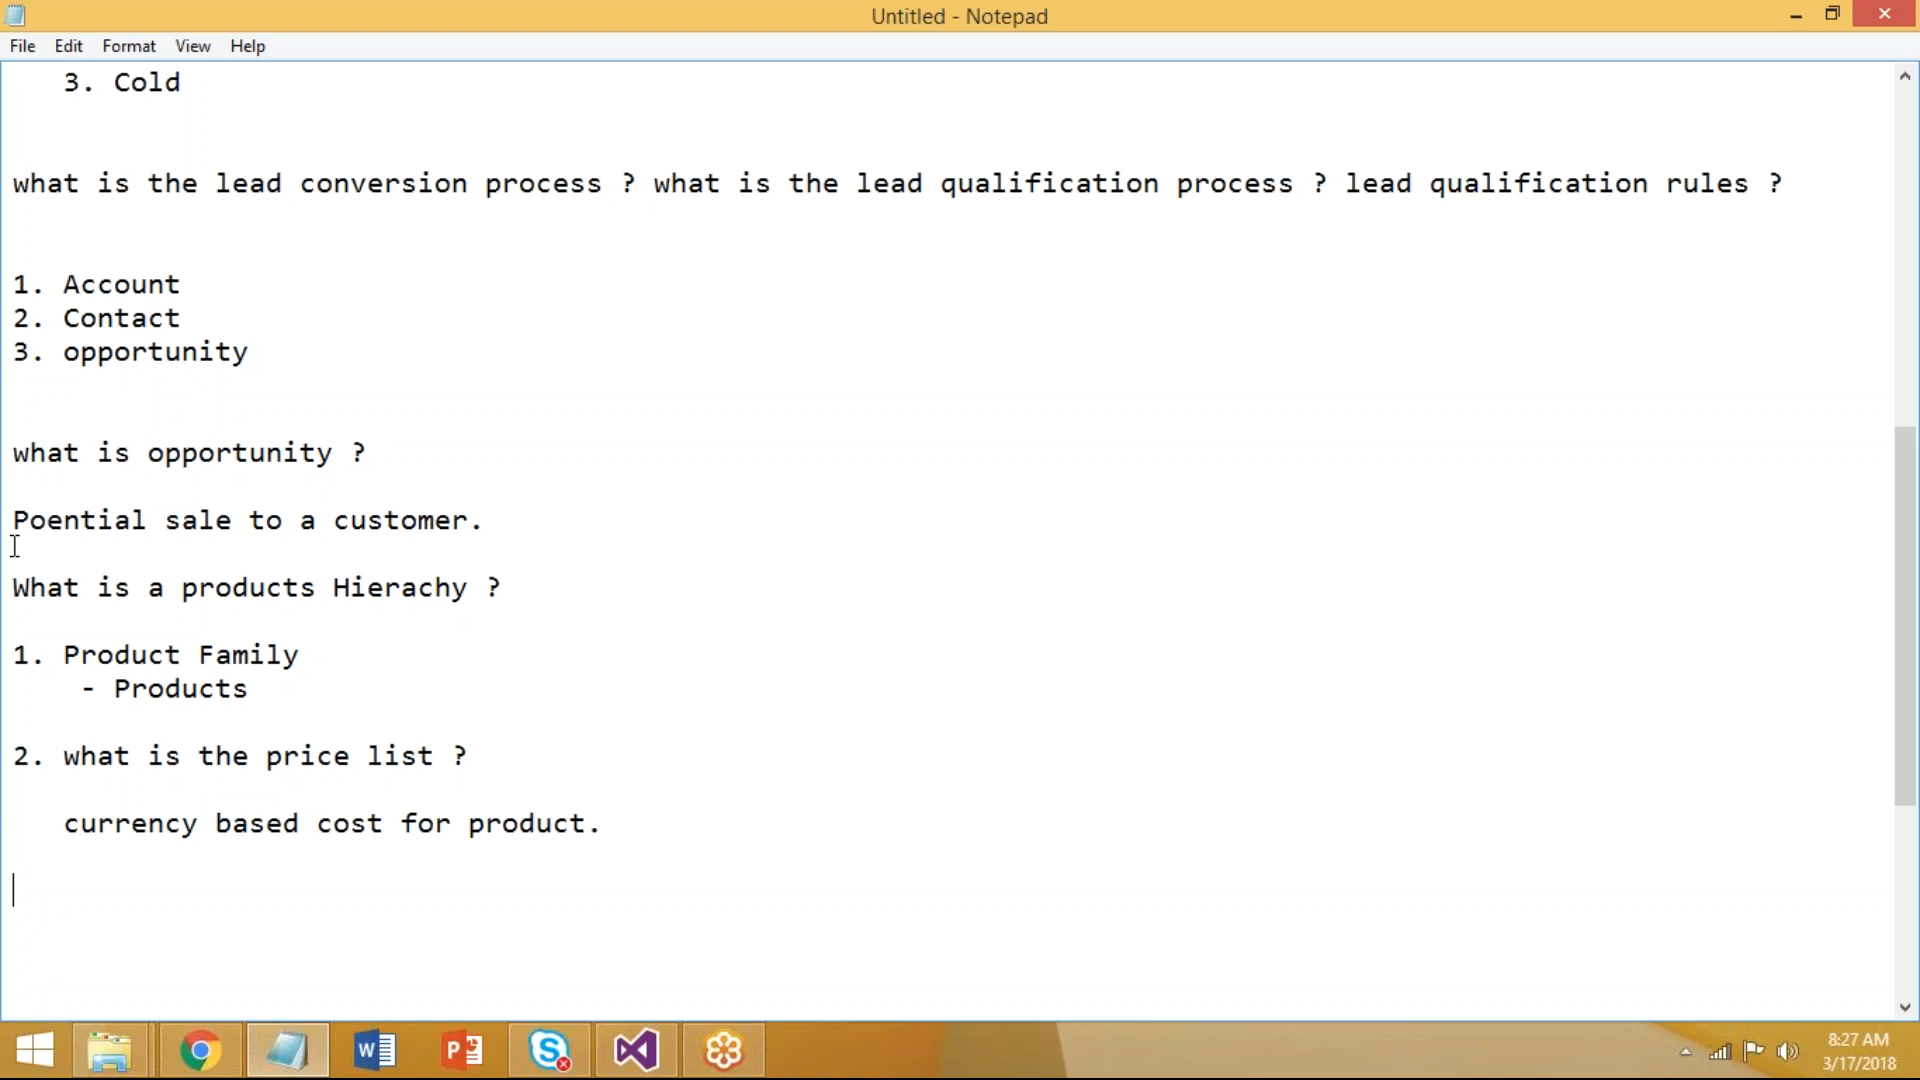 Untitled - Notepad
File Edit Format View Help
3. Cold
what is the lead conversion process ? what is the lead qualification process ? lead qualification rules ?
1. Account
2. Contact
3. opportunity
what is opportunity ?
Poential sale to a customer.
What is a products Hierachy ?
1. Product Family
- Products
2. what is the price list ?
currency based cost for product.
8:27 AM
3/17/2018